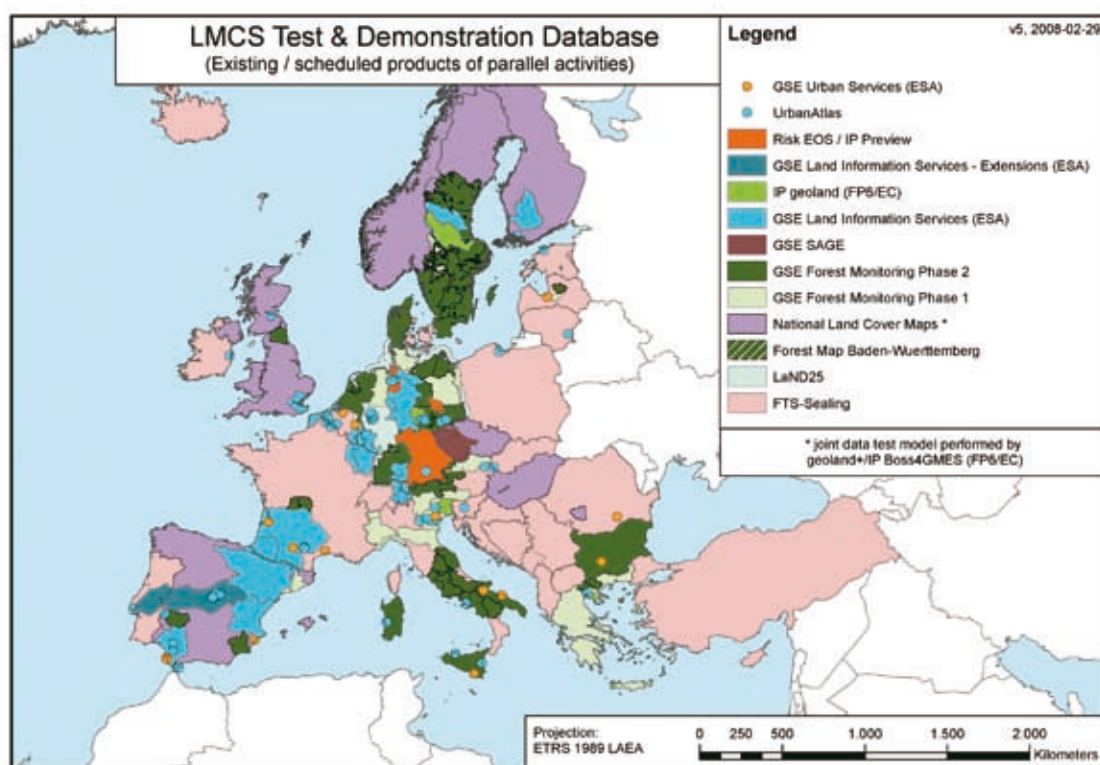 LMCS Test & Demonstration Database
(Existing / scheduled products of parallel activities)
Legend
v5, 2008-02-29
GSE Urban Services (ESA)
UrbanAtlas
Risk EOS / IP Preview
GSE Land Information Services - Extensions (ESA)
IP geoland (FP6/EC)
GSE Land Information Services (ESA)
GSE SAGE
GSE Forest Monitoring Phase 2
GSE Forest Monitoring Phase 1
National Land Cover Maps *
Forest Map Baden-Wuerttemberg
LaND25
FTS-Sealing
* joint data test model performed by
geoland+/IP Boss4GMES (FP6/EC)
Projection:
ETRS 1989 LAEA
0 250 500 1.000 1.500 2.000
Kilometers